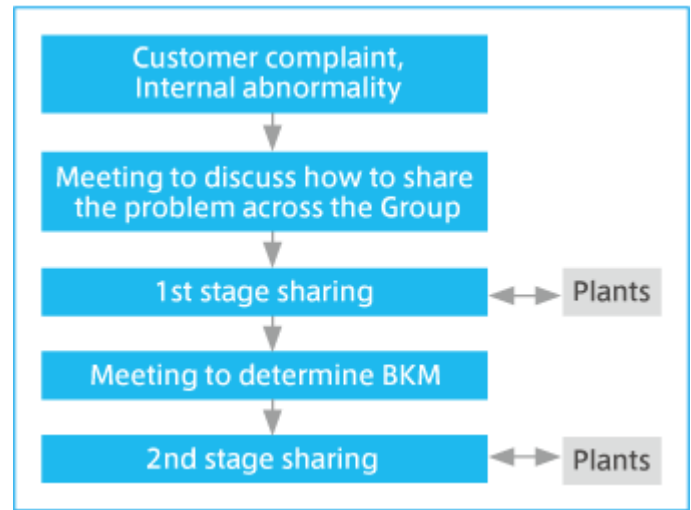 Customer complaint,
Internal abnormality
Meeting to discuss how to share
the problem across the Group
1st stage sharing
Plants
Meeting to determine BKM
2nd stage sharing
Plants